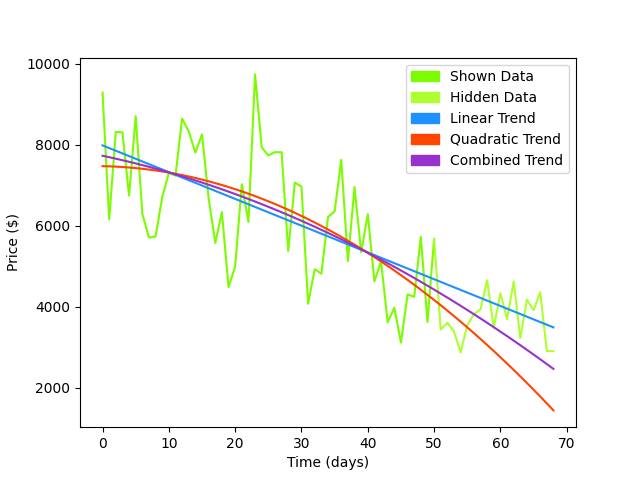 10000
8000
6000
4000
2000
Price ($)
0 10 20 30 40 50 60 70
Time (days)
Shown Data
Hidden Data
Linear Trend
Quadratic Trend
Combined Trend